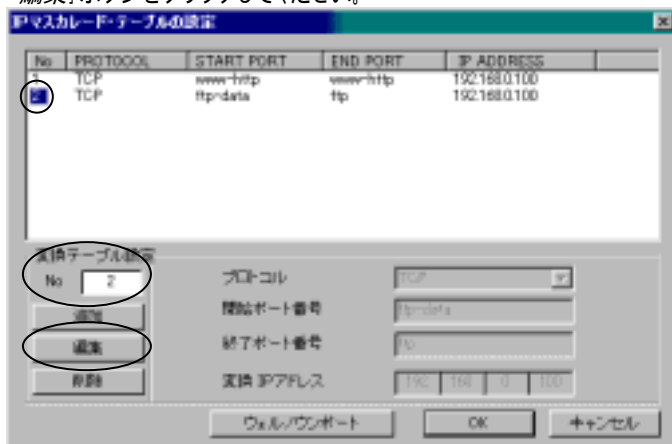 編集」ボタンをクリックしてください。
IPマスカレード・テーブルの設定
No PROTOCOL START PORT END PORT IP ADDRESS
1 TCP www-http www-http 192.168.0.100
2 TCP ftp-data ftp 192.168.0.100
変換テーブル設定
No 2 プロトコル TCP
追加 開始ポート番号 ftp-data
編集 終了ポート番号 ftp
削除 変換 IPアドレス 192 168 0 100
ウェルノウンポート OK キャンセル